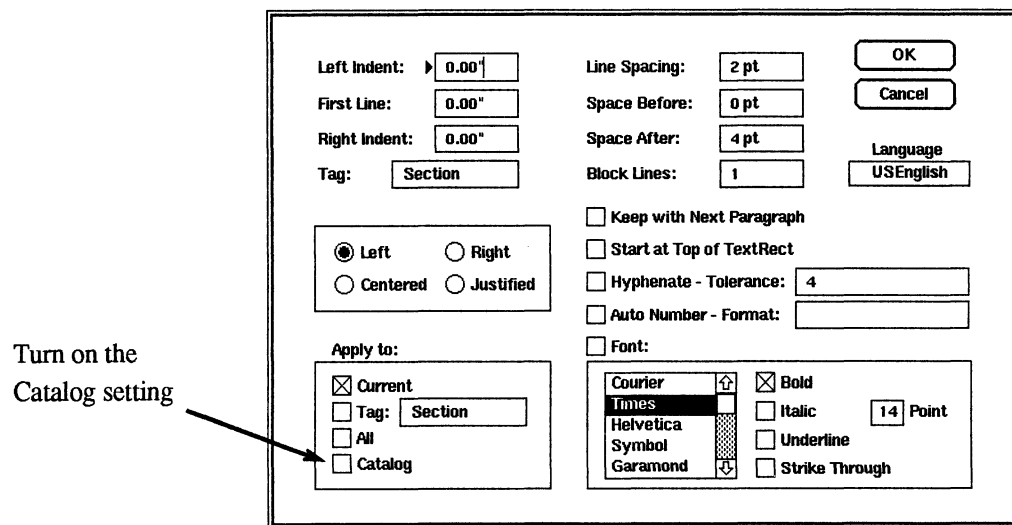 Left Indent: 0.00"
First Line: 0.00"
Right Indent: 0.00"
Tag: Section
Line Spacing: 2 pt
Space Before: 0 pt
Space After: 4 pt
Block Lines: 1
OK
Cancel
Language
USEnglish
Left Right
Centered Justified
Keep with Next Paragraph
Start at Top of TextRect
Hyphenate - Tolerance: 4
Auto Number - Format:
Font:
Turn on the
Catalog setting
Apply to:
Current
Tag: Section
All
Catalog
Courier
Times
Helvetica
Symbol
Garamond
Bold
Italic 14 Point
Underline
Strike Through